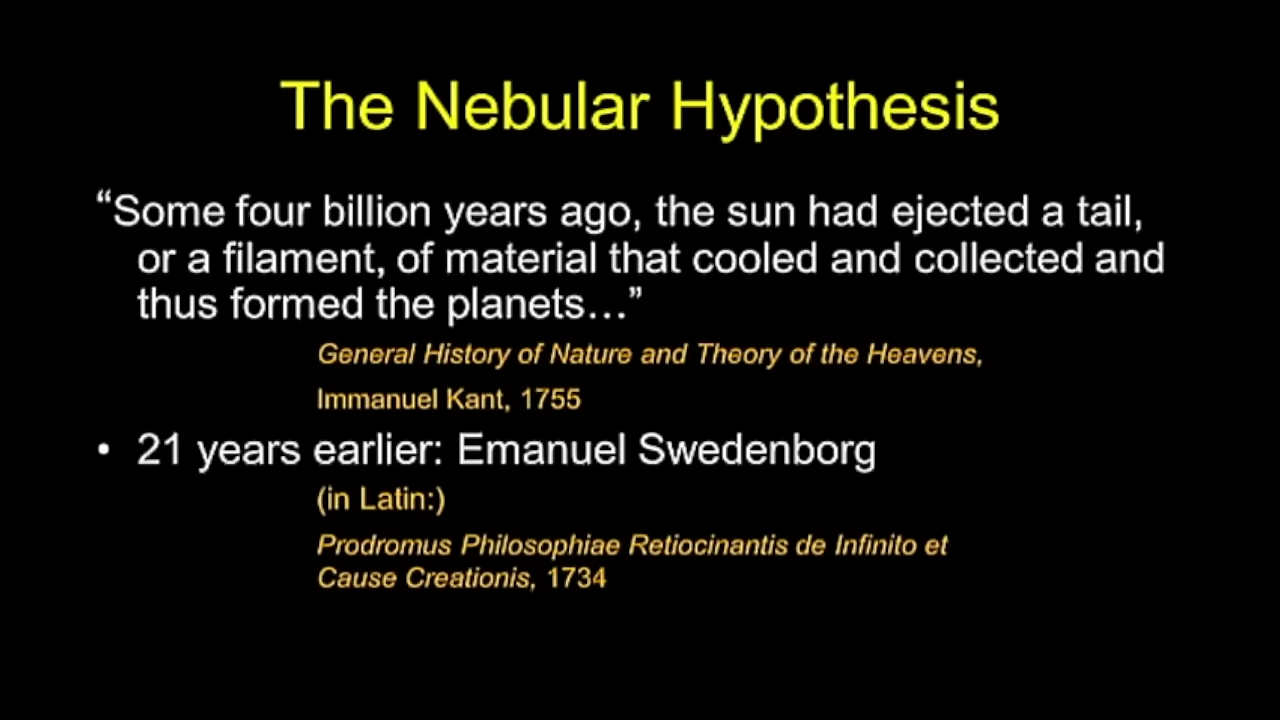 The Nebular Hypothesis
“Some four billion years ago, the sun had ejected a tail,
or a filament, of material that cooled and collected and
thus formed the planets…”
General History of Nature and Theory of the Heavens,
Immanuel Kant, 1755
• 21 years earlier: Emanuel Swedenborg
(in Latin:)
Prodromus Philosophiae Retiocinantis de Infinito et
Cause Creationis, 1734